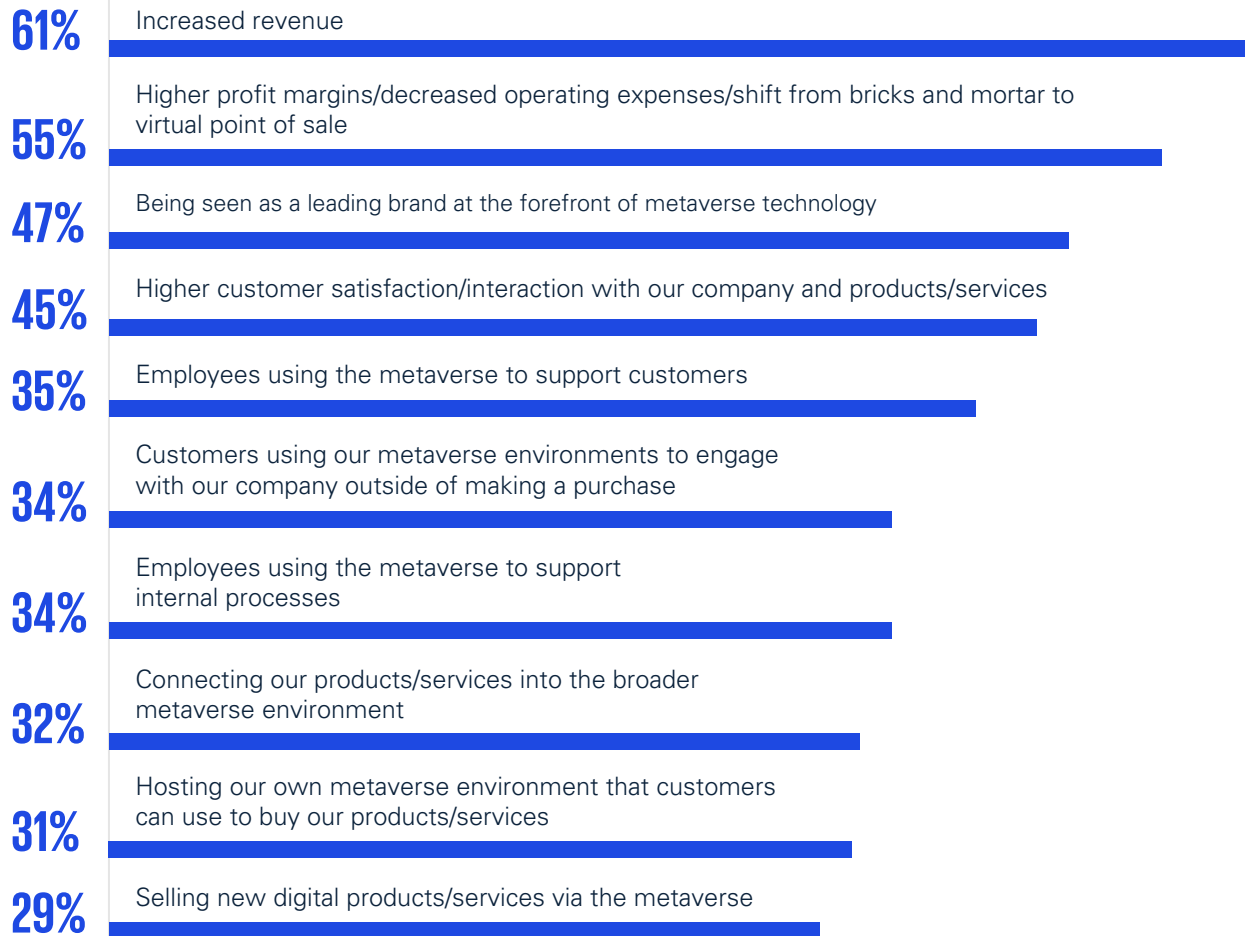 61%
Increased revenue
Higher profit margins/decreased operating expenses/shift from bricks and mortar to
virtual point of sale
55%
Being seen as a leading brand at the forefront of metaverse technology
47%
Higher customer satisfaction/interaction with our company and products/services
45%
Employees using the metaverse to support customers
35%
Customers using our metaverse environments to engage
with our company outside of making a purchase
34%
Employees using the metaverse to support
internal processes
34%
Connecting our products/services into the broader
metaverse environment
32%
Hosting our own metaverse environment that customers
can use to buy our products/services
31%
Selling new digital products/services via the metaverse
29%